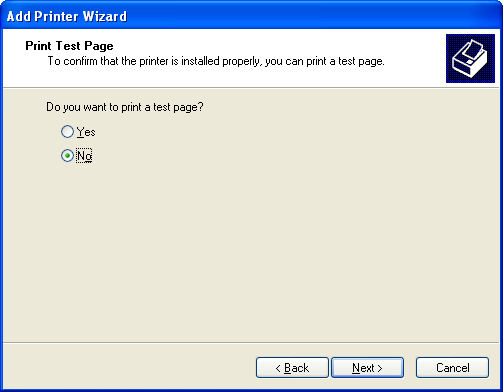 Add Printer Wizard
Print Test Page
To confirm that the printer is installed properly, you can print a test page.
Do you want to print a test page?
Yes
No
< Back
Next >
Cancel